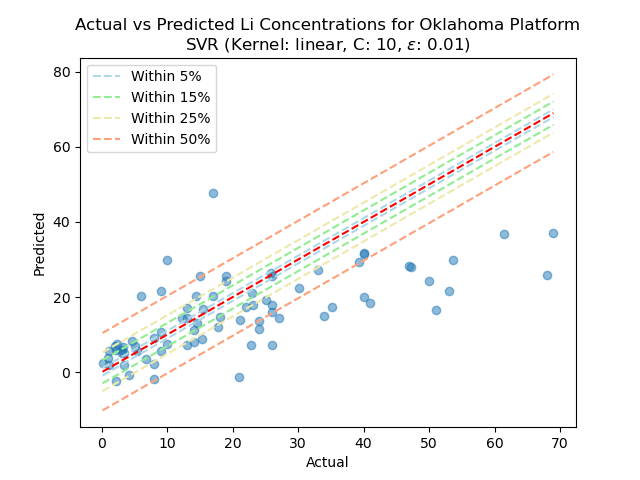 Actual vs Predicted Li Concentrations for Oklahoma Platform
SVR (Kernel: linear, C: 10, ε: 0.01)
Within 5%
Within 15%
Within 25%
Within 50%
Predicted
80
60
40
20
0
0 10 20 30 40 50 60 70
Actual